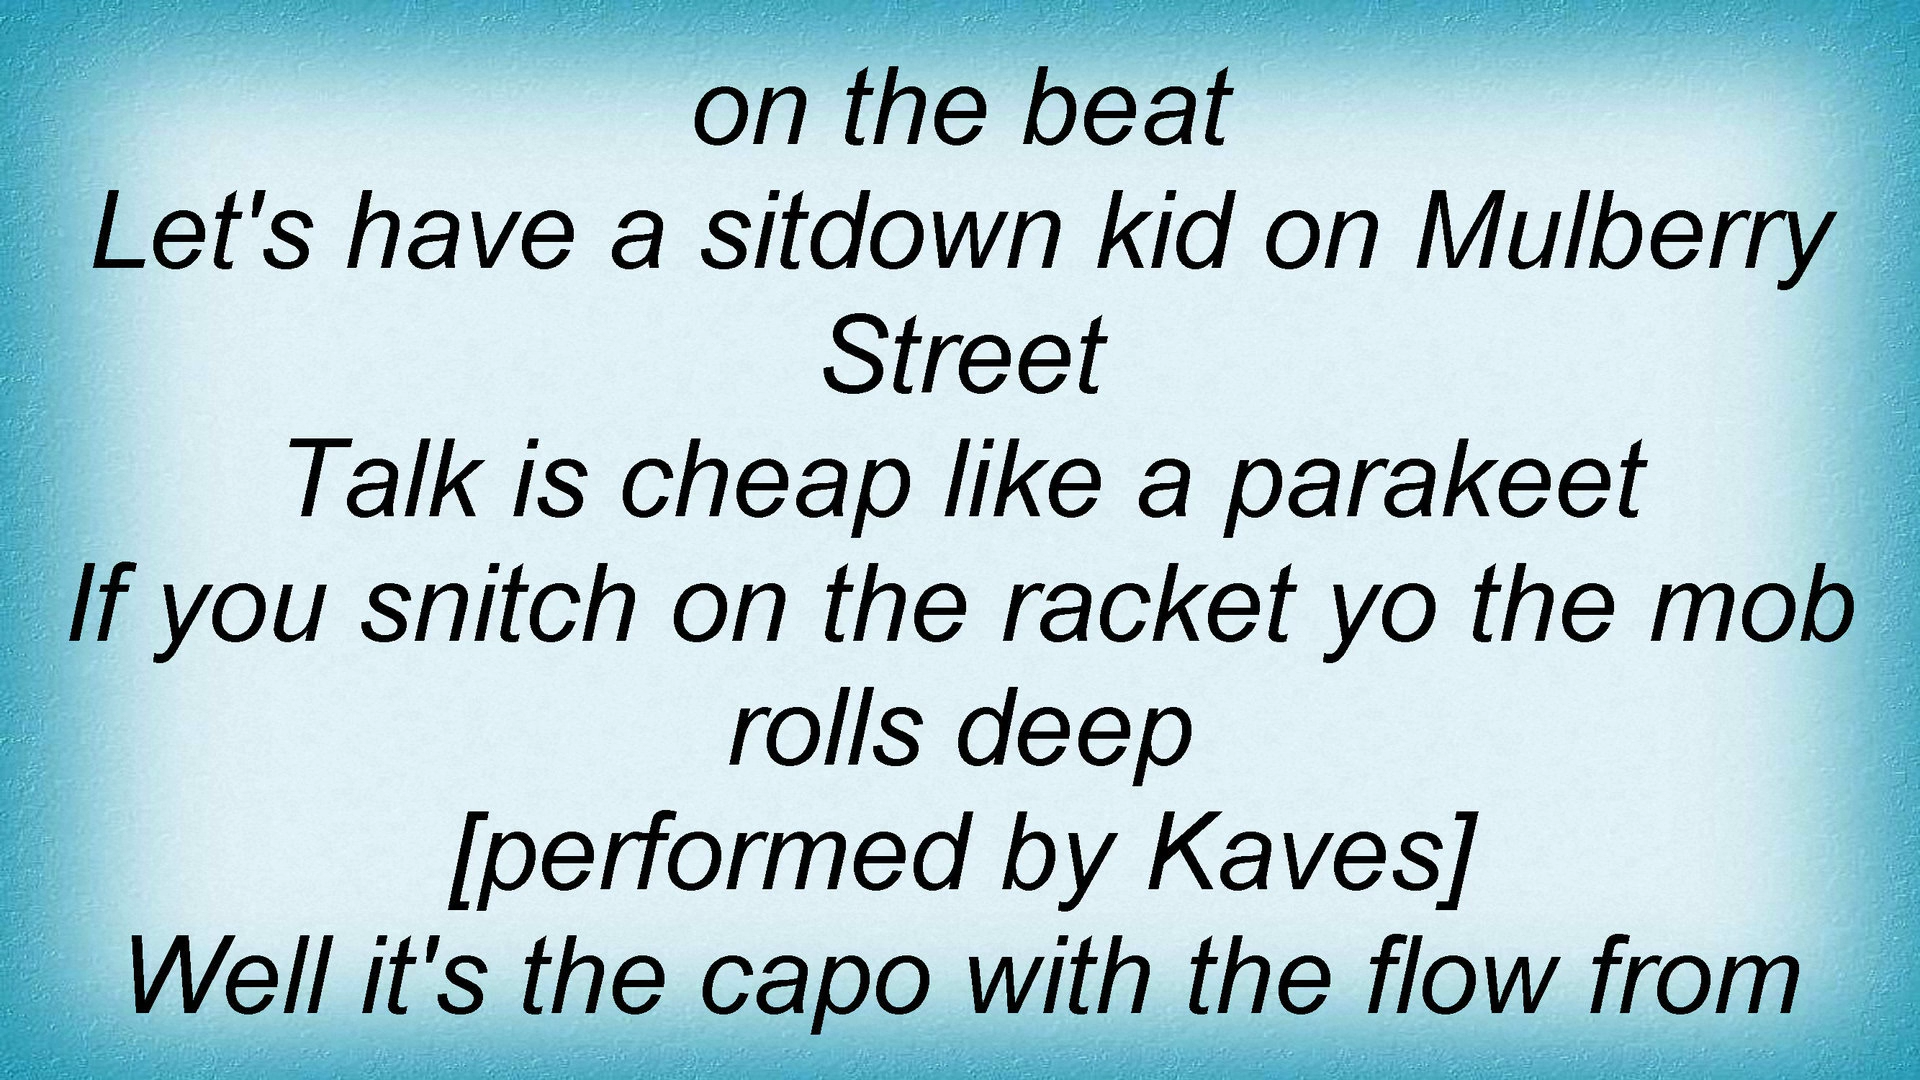 on the beat
Let's have a sitdown kid on Mulberry
Street
Talk is cheap like a parakeet
If you snitch on the racket yo the mob
rolls deep
[performed by Kaves]
Well it's the capo with the flow from